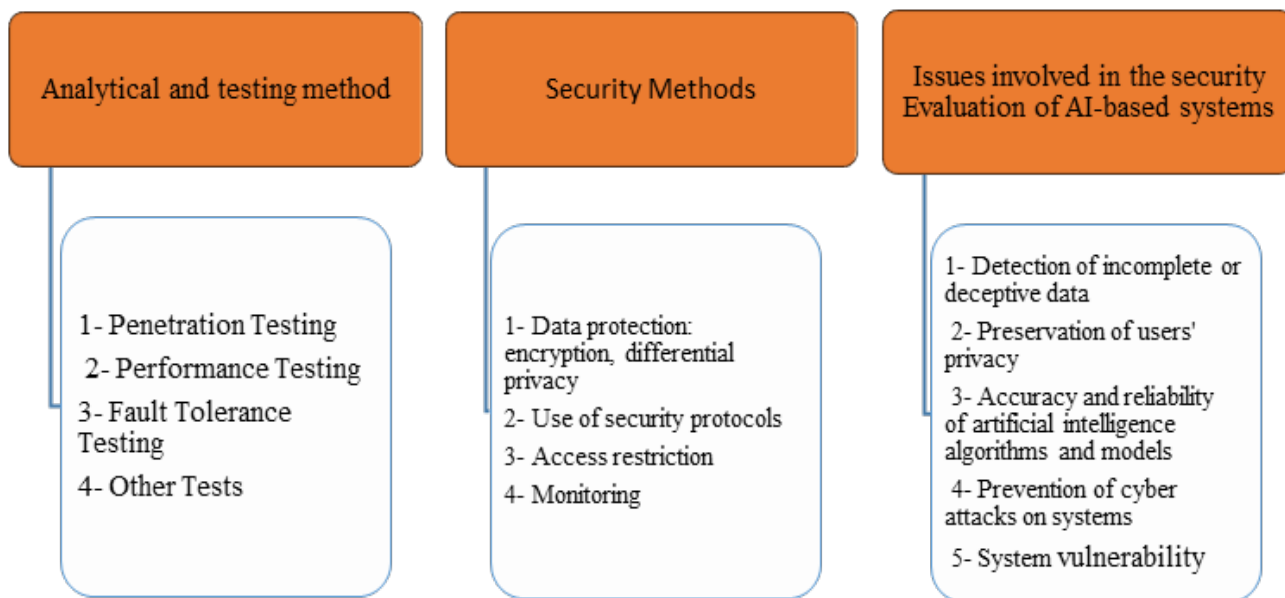 Analytical and testing method
1- Penetration Testing
2- Performance Testing
3- Fault Tolerance
Testing
4- Other Tests
Security Methods
1- Data protection:
encryption, differential
privacy
2- Use of security protocols
3- Access restriction
4- Monitoring
Issues involved in the security
Evaluation of AI-based systems
1- Detection of incomplete or
deceptive data
2- Preservation of users'
privacy
3- Accuracy and reliability
of artificial intelligence
algorithms and models
4- Prevention of cyber
attacks on systems
5- System vulnerability